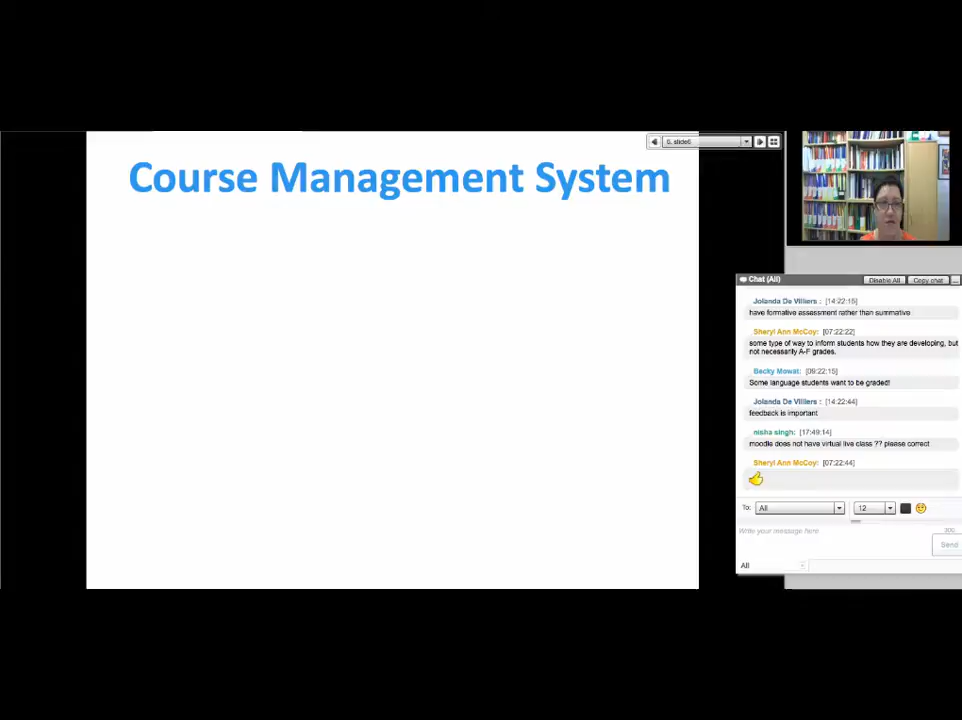 6. slide6
Course Management System
Chat (All)
Disable All
Copy chat
...
Jolanda De Villiers : [14:22:15]
have formative assessment rather than summative
Sheryl Ann McCoy: [07:22:22]
some type of way to inform students how they are developing, but
not necessarily A-F grades.
Becky Mowat: [09:22:15]
Some language students want to be graded!
Jolanda De Villiers : [14:22:44]
feedback is important
nisha singh: [17:49:14]
moodle does not have virtual live class ?? please correct
Sheryl Ann McCoy: [07:22:44]
To: All
12
Write your message here
300
Send
All